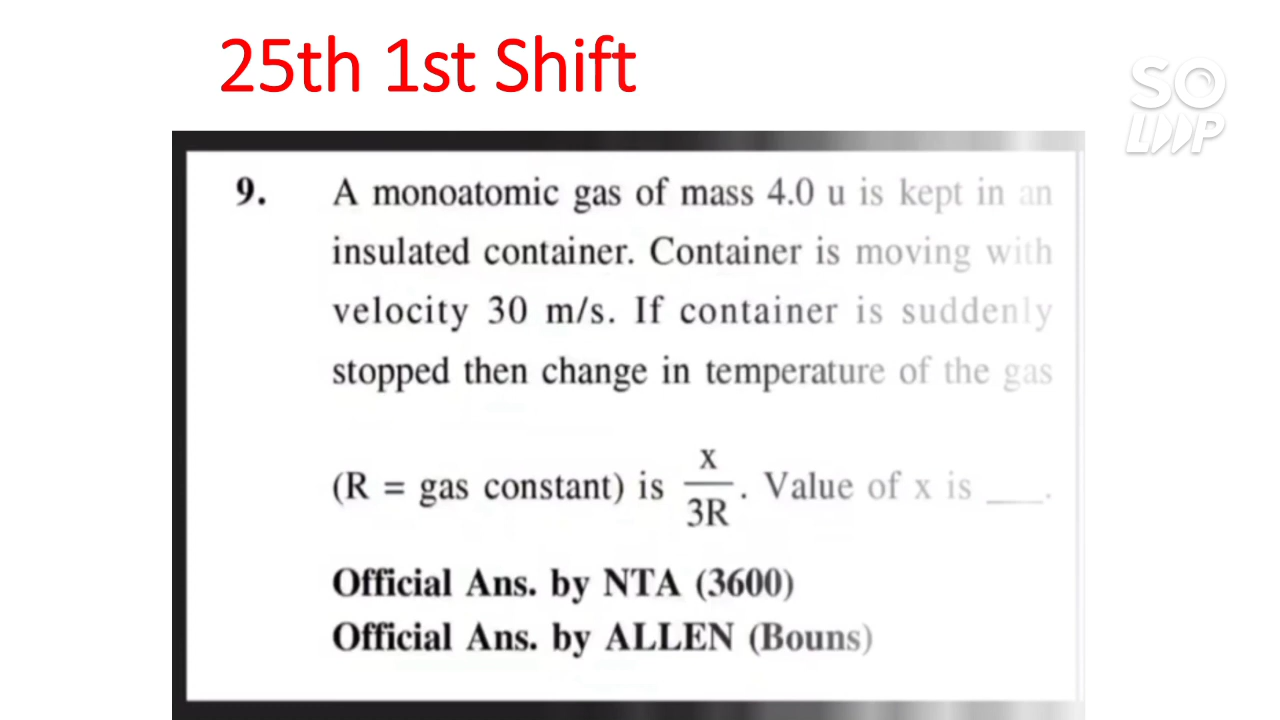 25th 1st Shift
SO
LOOP
9. A monoatomic gas of mass 4.0 u is kept in an
insulated container. Container is moving with
velocity 30 m/s. If container is suddenly
stopped then change in temperature of the gas
(R = gas constant) is x/3R. Value of x is ___.
Official Ans. by NTA (3600)
Official Ans. by ALLEN (Bouns)